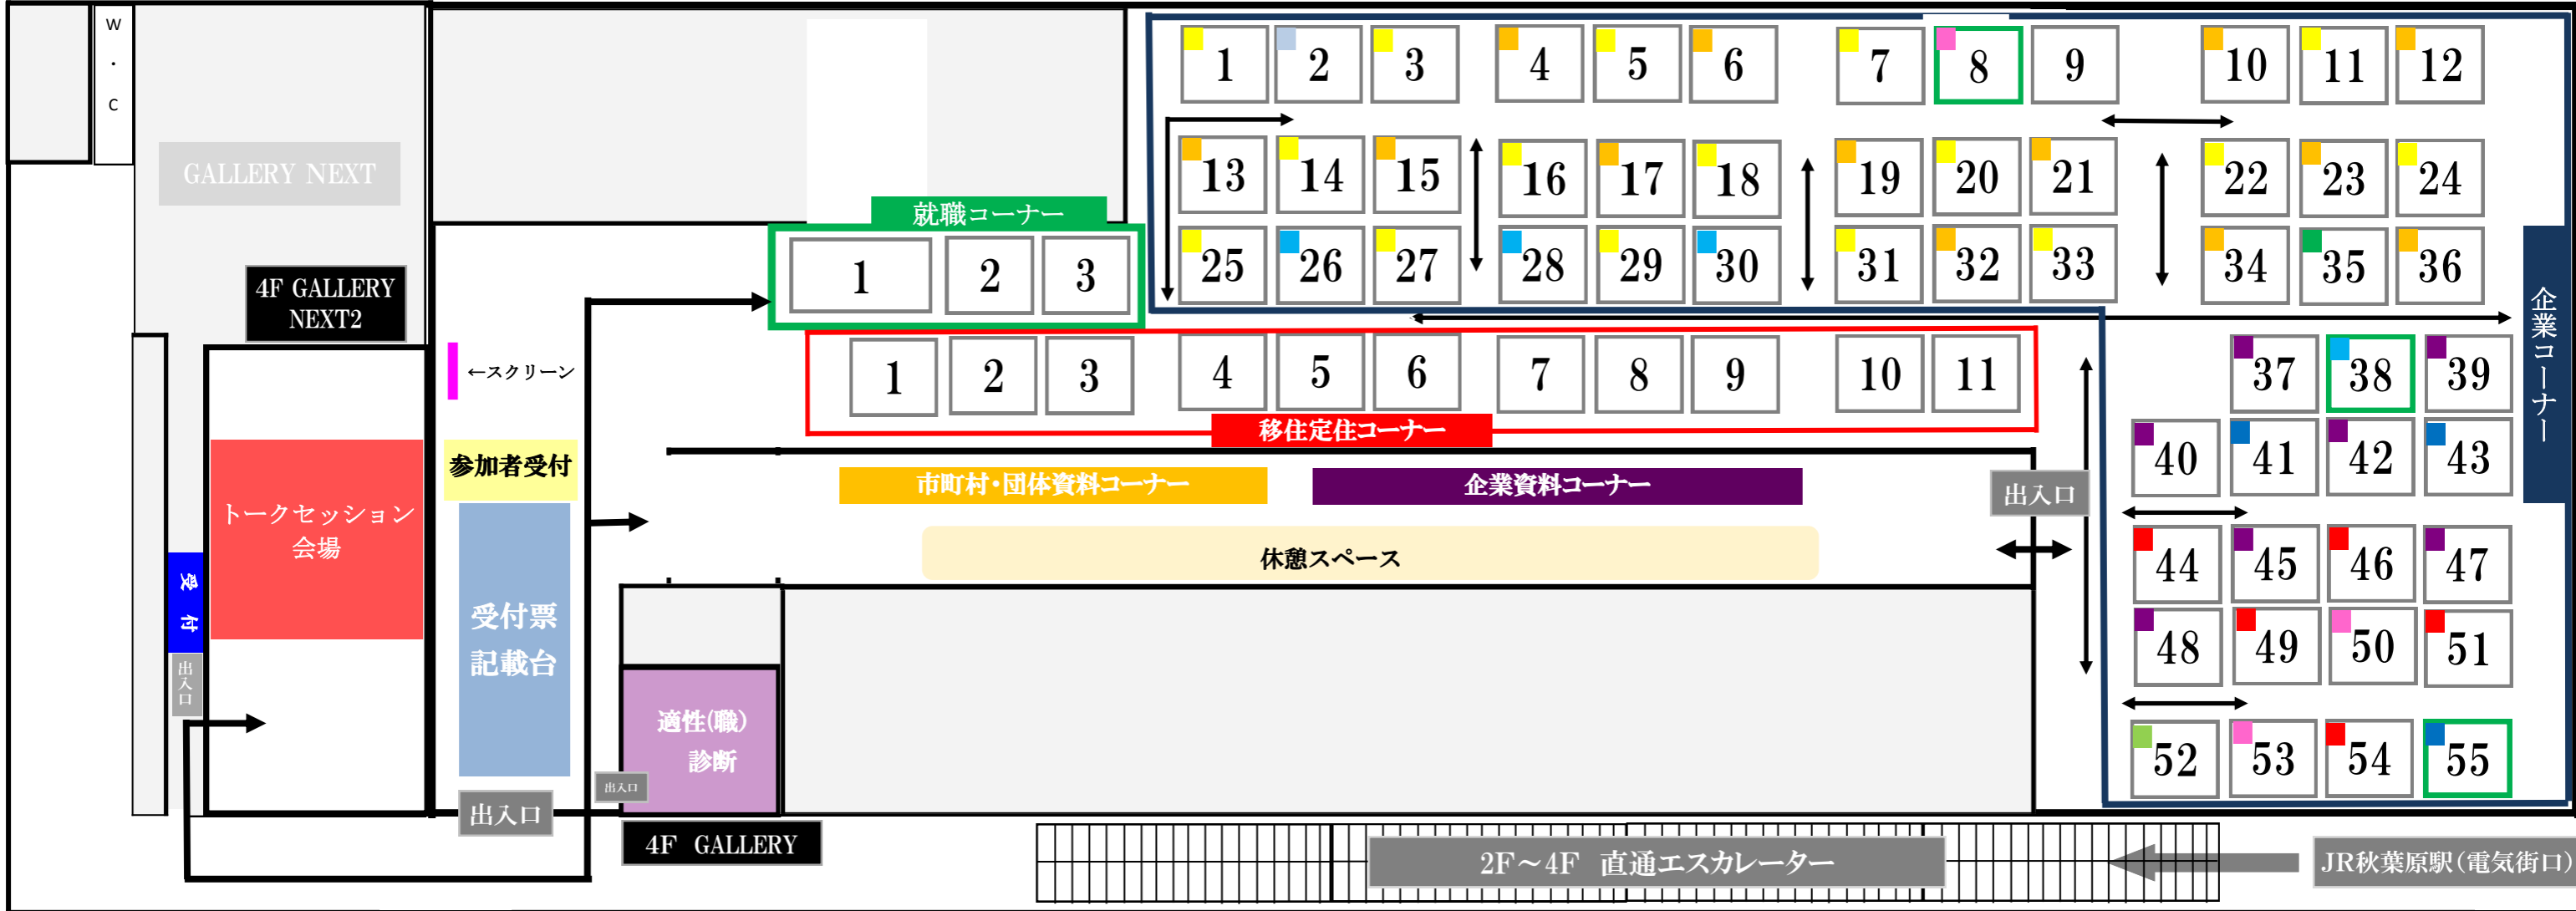 W
・
C
1
2
3
4
5
6
7
8
9
10
11
12
13
14
15
16
17
18
19
20
21
22
23
24
25
26
27
28
29
30
31
32
33
34
35
36
企業コーナー
37
38
39
40
41
42
43
44
45
46
47
48
49
50
51
52
53
54
55
GALLERY NEXT
就職コーナー
1
2
3
4F GALLERY
NEXT2
←スクリーン
1
2
3
4
5
6
7
8
9
10
11
移住定住コーナー
参加者受付
市町村・団体資料コーナー
企業資料コーナー
出入口
トークセッション
会場
休憩スペース
受付
出入口
受付票
記載台
適性(職)
診断
出入口
出入口
4F GALLERY
2F～4F 直通エスカレーター
JR秋葉原駅(電気街口)